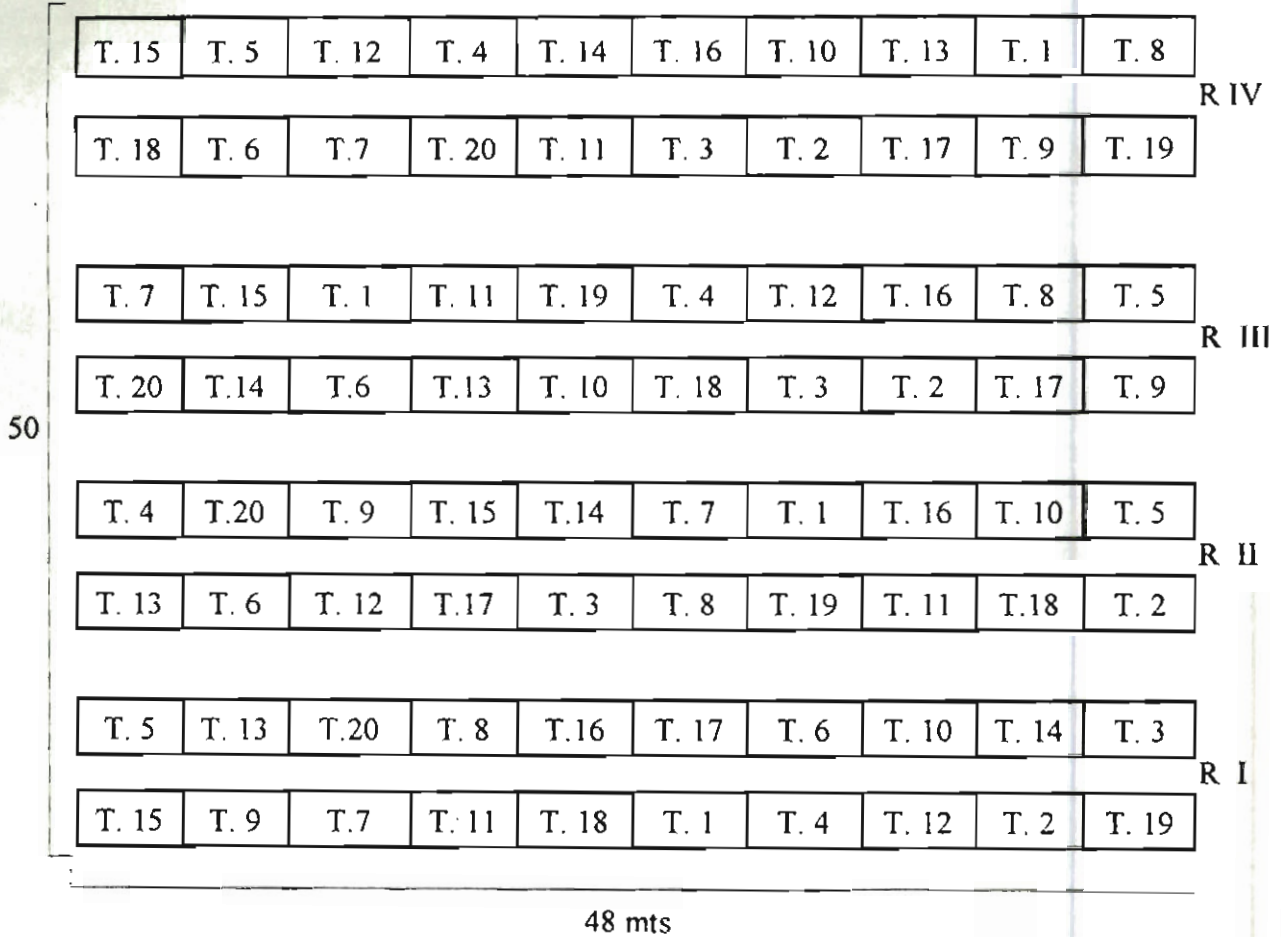 T. 15 T. 5 T. 12 T. 4 T. 14 T. 16 T. 10 T. 13 T. 1 T. 8
R IV
T. 18 T. 6 T.7 T. 20 T. 11 T. 3 T. 2 T. 17 T. 9 T. 19
T. 7 T. 15 T. 1 T. 11 T. 19 T. 4 T. 12 T. 16 T. 8 T. 5
R III
T. 20 T.14 T.6 T.13 T. 10 T. 18 T. 3 T. 2 T. 17 T. 9
50
T. 4 T.20 T. 9 T. 15 T.14 T. 7 T. 1 T. 16 T. 10 T. 5
R II
T. 13 T. 6 T. 12 T.17 T. 3 T. 8 T. 19 T. 11 T.18 T. 2
T. 5 T. 13 T.20 T. 8 T.16 T. 17 T. 6 T. 10 T. 14 T. 3
R I
T. 15 T. 9 T.7 T. 11 T. 18 T. 1 T. 4 T. 12 T. 2 T. 19
48 mts